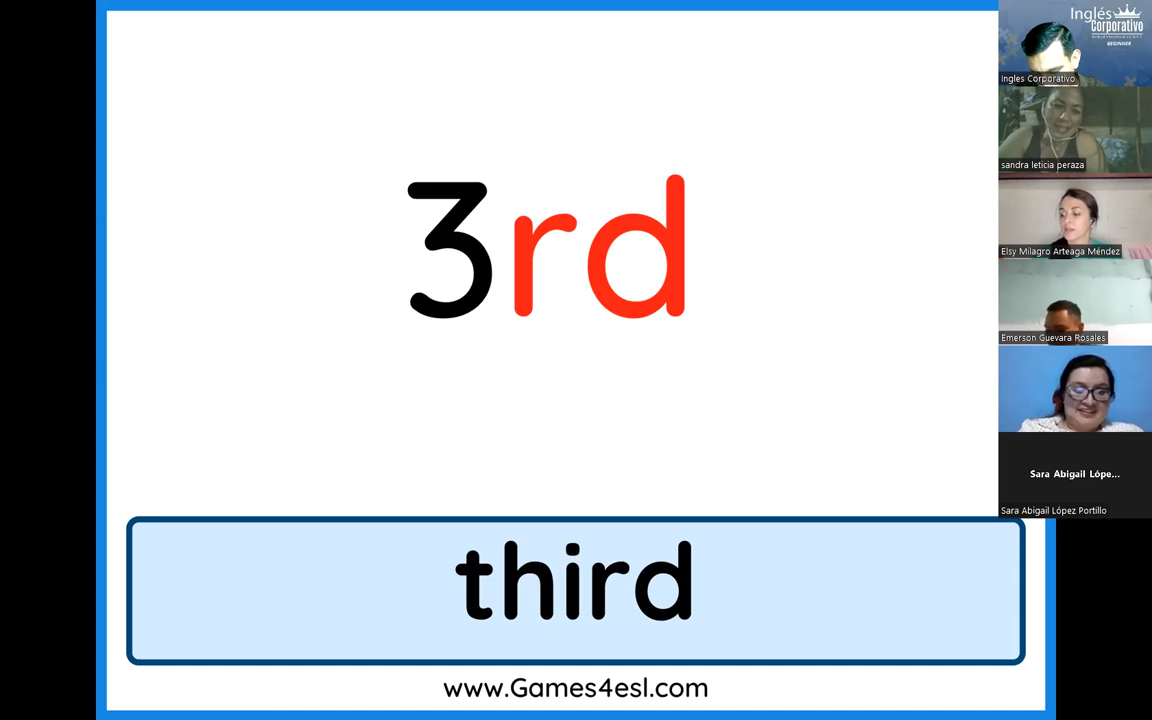 3rd
third
www.Games4esl.com
Inglés
Corporativo
BEGINNER
Ingles Corporativo
sandra leticia peraza
Elsy Milagro Arteaga Méndez
Emerson Guevara Rosales
Sara Abigail Lópe...
Sara Abigail López Portillo